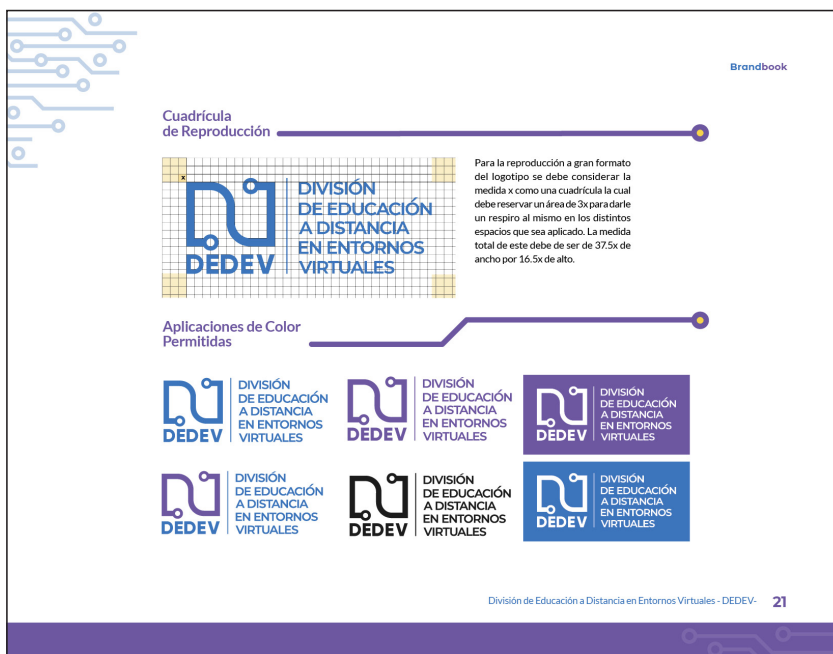 Brandbook
Cuadrícula
de Reproducción
x
DEDEV
DIVISIÓN
DE EDUCACIÓN
A DISTANCIA
EN ENTORNOS
VIRTUALES
Para la reproducción a gran formato
del logotipo se debe considerar la
medida x como una cuadrícula la cual
debe reservar un área de 3x para darle
un respiro al mismo en los distintos
espacios que sea aplicado. La medida
total de este debe de ser de 37.5x de
ancho por 16.5x de alto.
Aplicaciones de Color
Permitidas
DEDEV
DIVISIÓN
DE EDUCACIÓN
A DISTANCIA
EN ENTORNOS
VIRTUALES
DEDEV
DIVISIÓN
DE EDUCACIÓN
A DISTANCIA
EN ENTORNOS
VIRTUALES
DEDEV
DIVISIÓN
DE EDUCACIÓN
A DISTANCIA
EN ENTORNOS
VIRTUALES
DEDEV
DIVISIÓN
DE EDUCACIÓN
A DISTANCIA
EN ENTORNOS
VIRTUALES
DEDEV
DIVISIÓN
DE EDUCACIÓN
A DISTANCIA
EN ENTORNOS
VIRTUALES
DEDEV
DIVISIÓN
DE EDUCACIÓN
A DISTANCIA
EN ENTORNOS
VIRTUALES
División de Educación a Distancia en Entornos Virtuales - DEDEV- 21